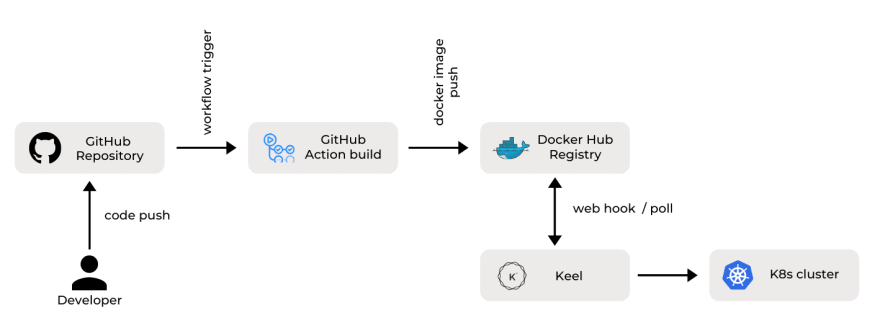 workflow trigger
docker image
push
GitHub
Repository
GitHub
Action build
Docker Hub
Registry
code push
web hook / poll
K
Keel
K8s cluster
Developer